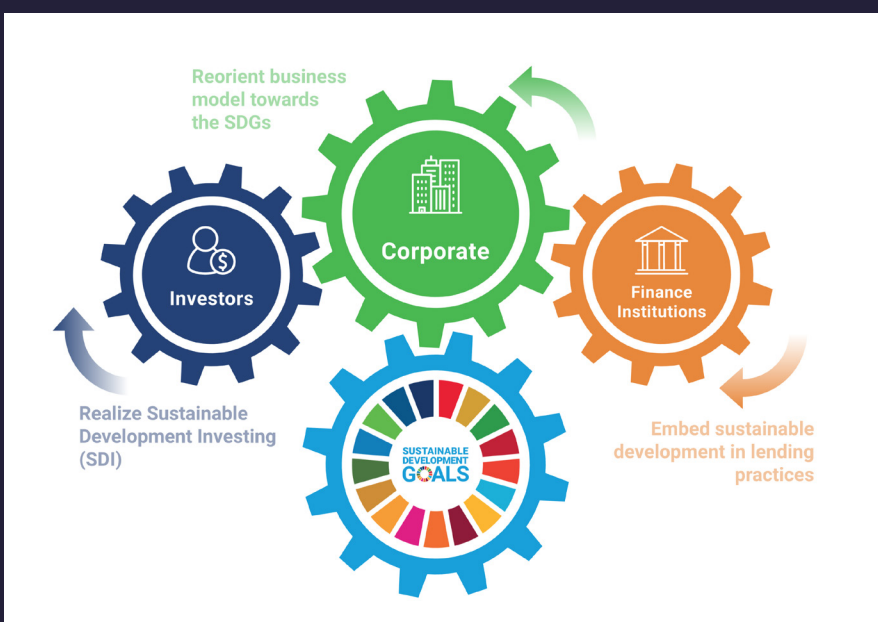 Reorient business
model towards
the SDGs
Corporate
Investors
Finance
Institutions
Realize Sustainable
Development Investing
(SDI)
SUSTAINABLE
DEVELOPMENT
GOALS
Embed sustainable
development in lending
practices